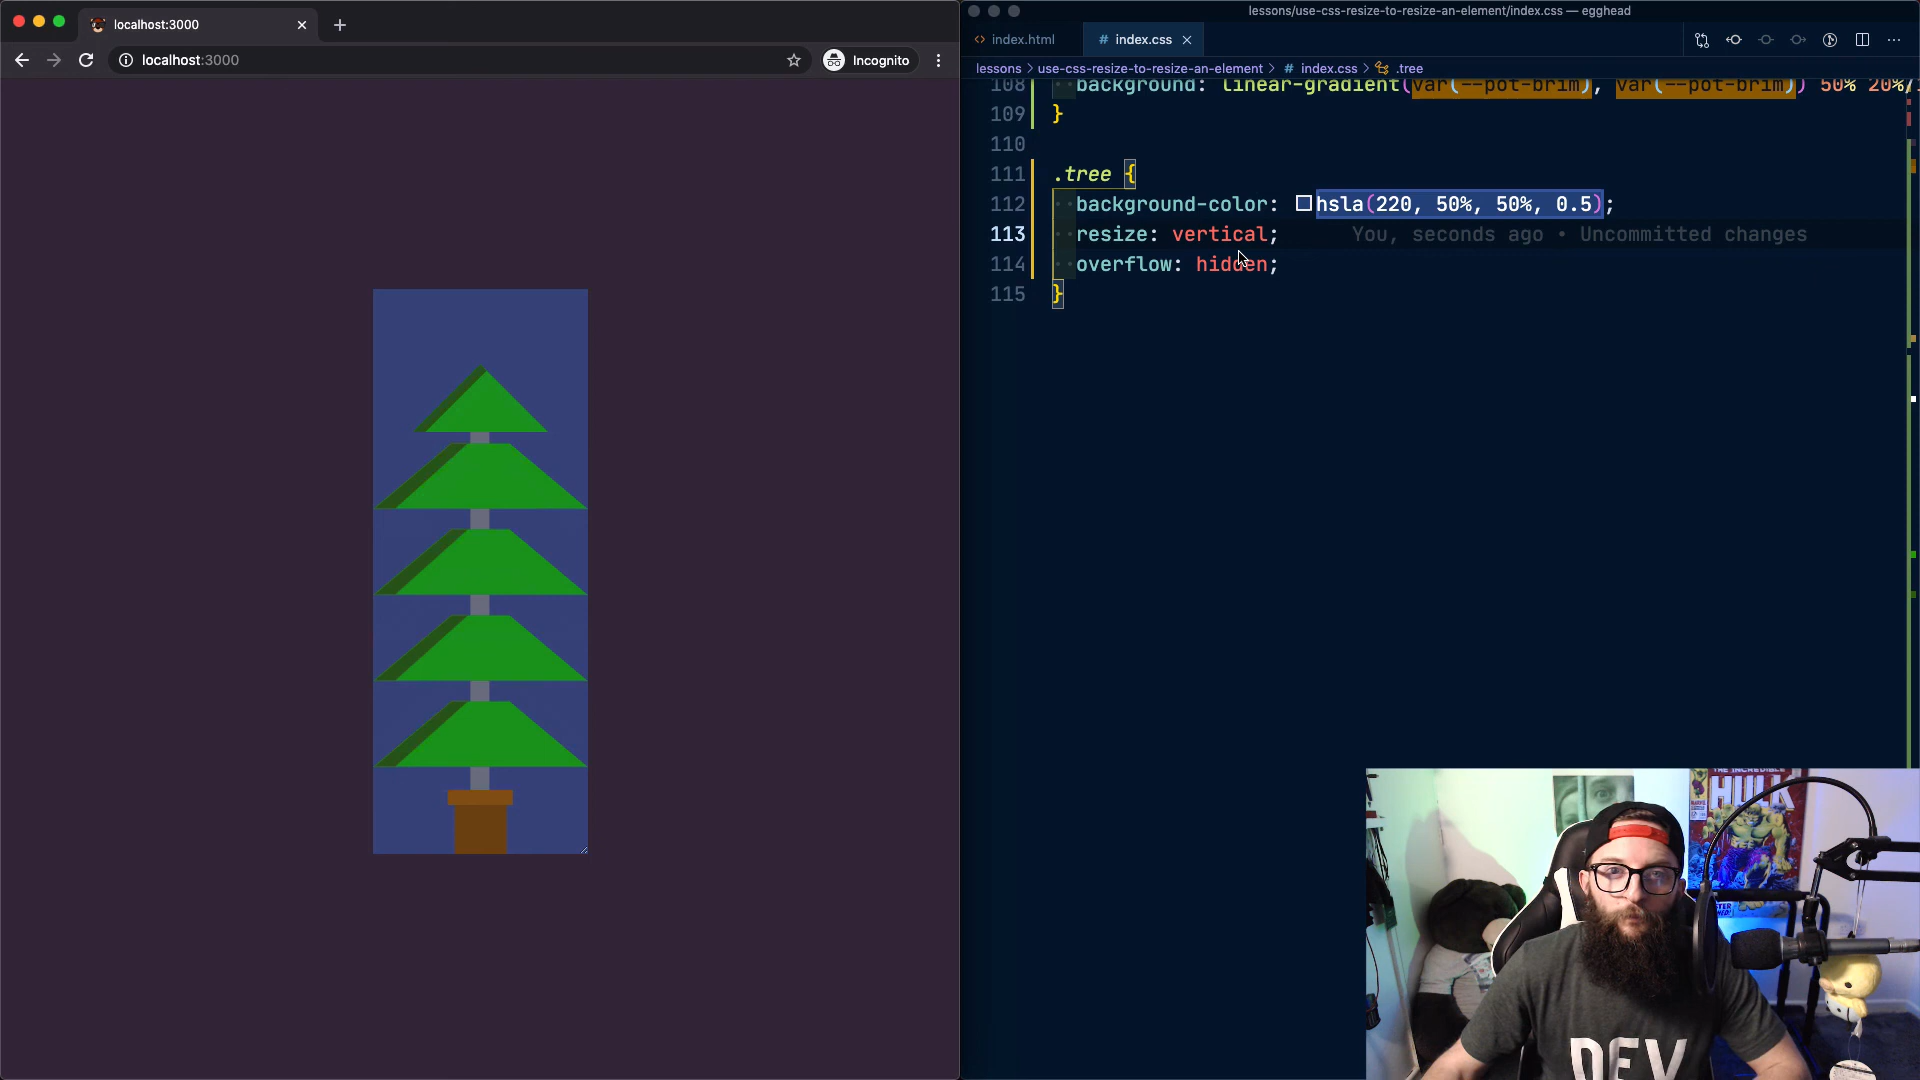 localhost:3000
localhost:3000
Incognito
lessons/use-css-resize-to-resize-an-element/index.css — egghead
index.html
# index.css
lessons > use-css-resize-to-resize-an-element > # index.css > .tree
108 background: linear-gradient(var(--pot-brim), var(--pot-brim)) 50% 20%/
109 }
110
111 .tree {
112 background-color: hsla(220, 50%, 50%, 0.5);
113 resize: vertical; You, seconds ago • Uncommitted changes
114 overflow: hidden;
115 }
THE INCREDIBLE
HULK
DEV